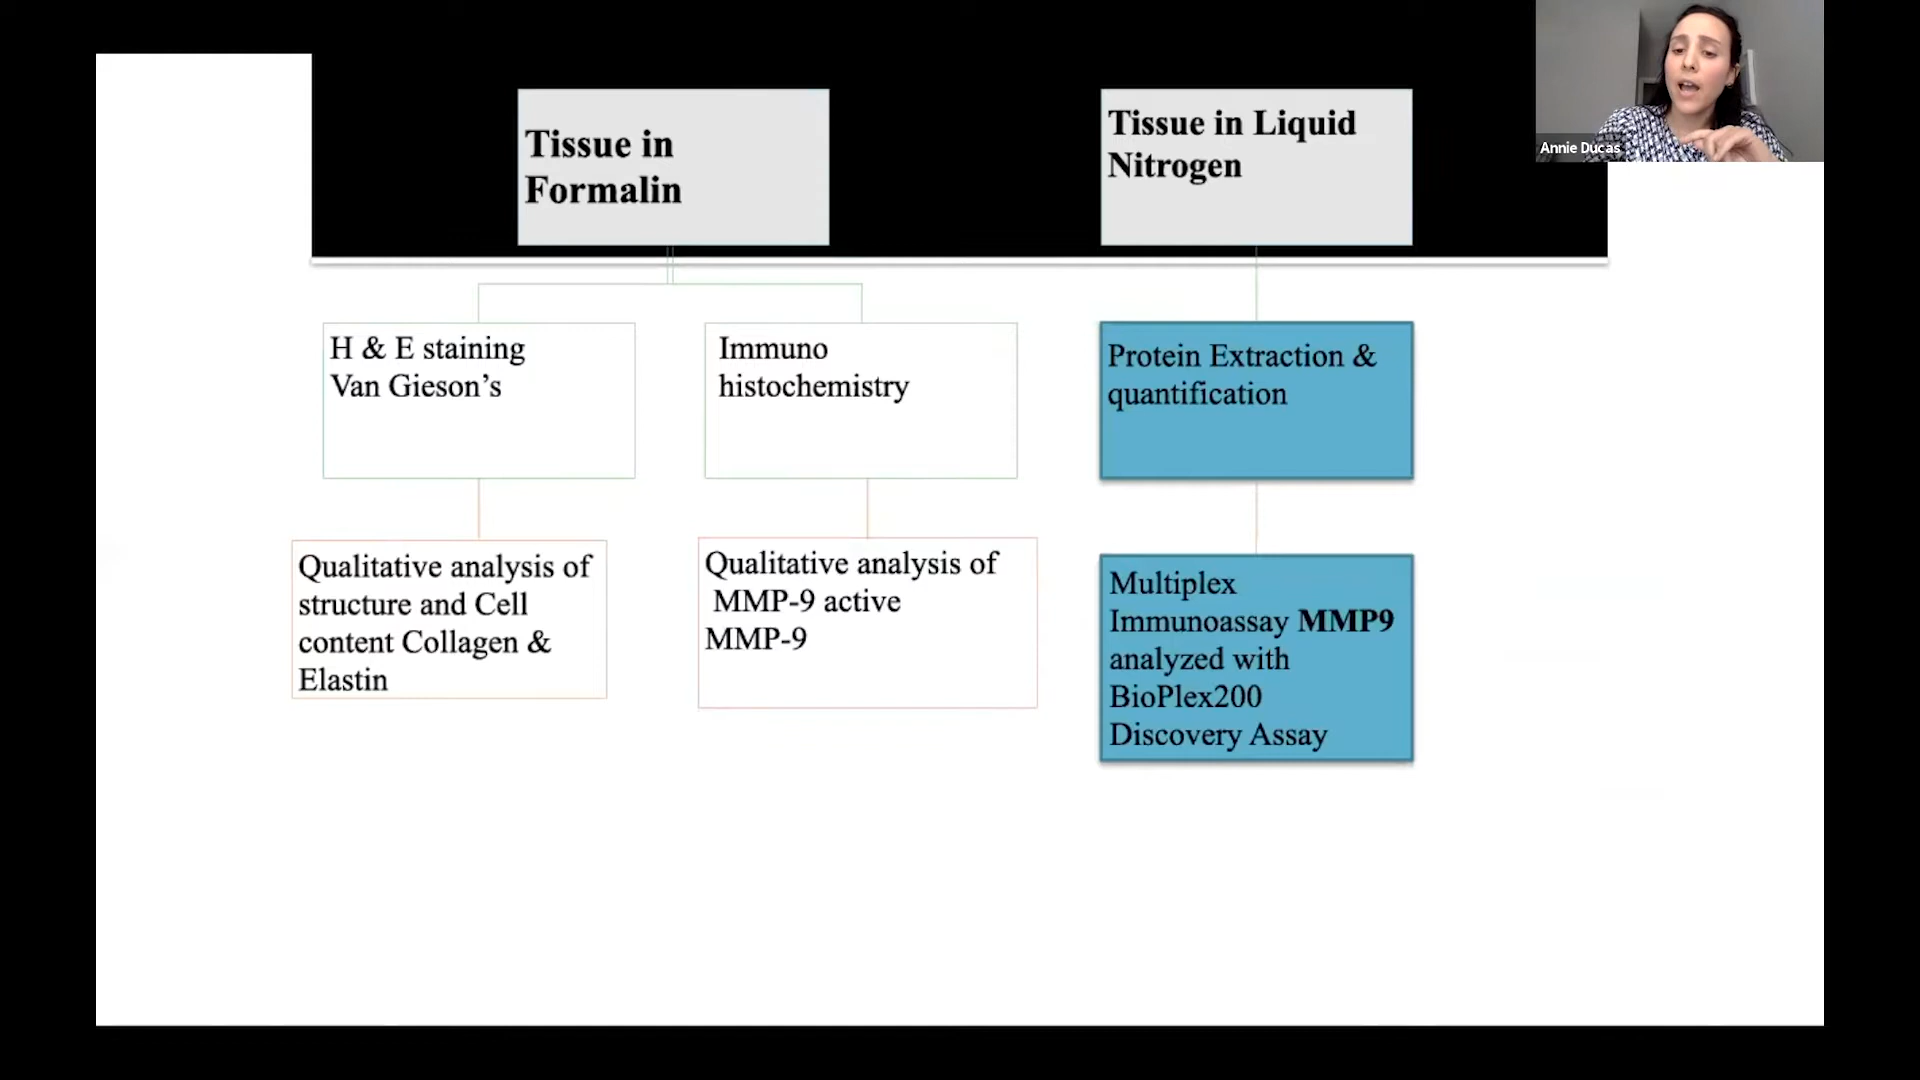 Tissue in
Formalin
Tissue in Liquid
Nitrogen
Annie Ducas
H & E staining
Van Gieson’s
Immuno
histochemistry
Protein Extraction &
quantification
Qualitative analysis of
structure and Cell
content Collagen &
Elastin
Qualitative analysis of
MMP-9 active
MMP-9
Multiplex
Immunoassay MMP9
analyzed with
BioPlex200
Discovery Assay